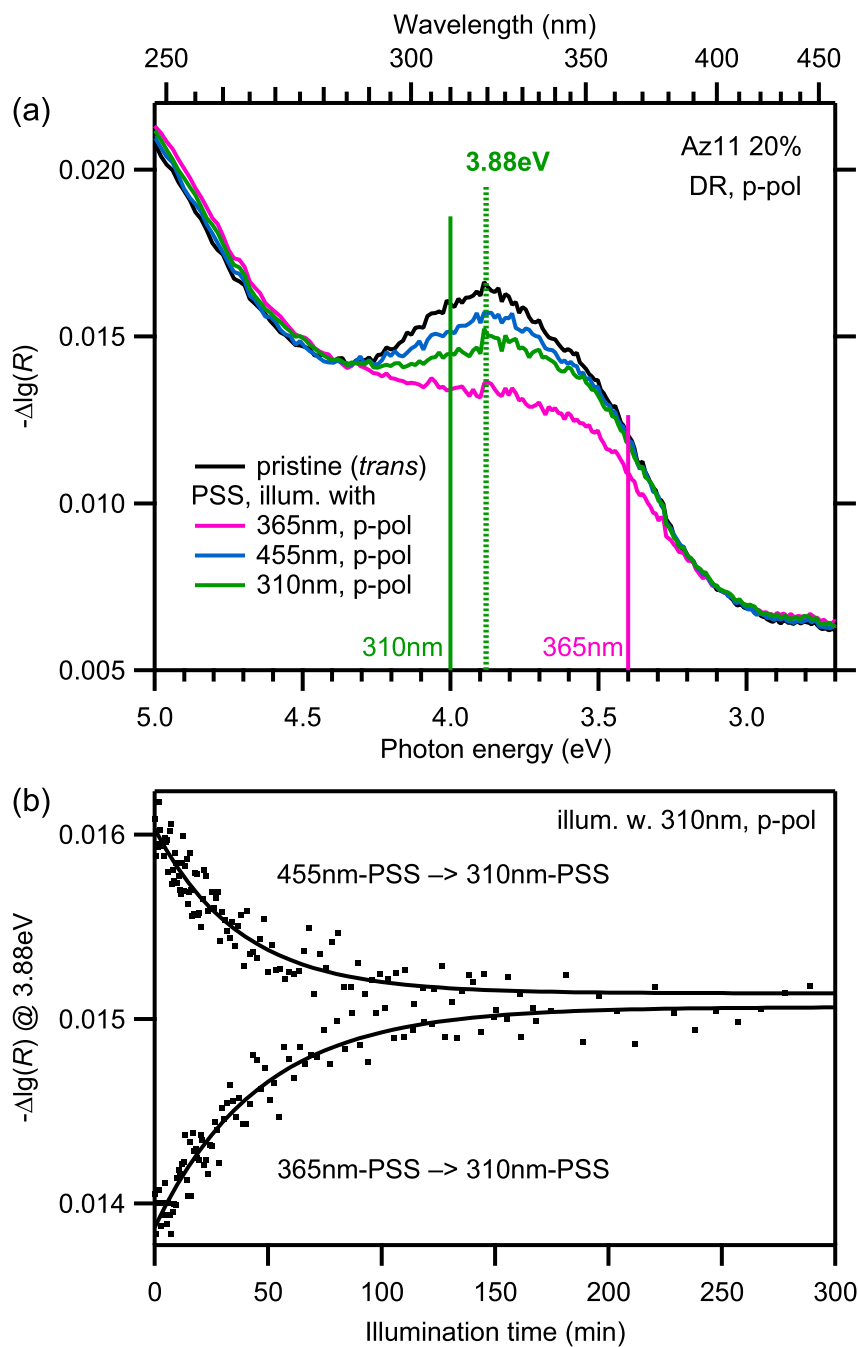 Wavelength (nm)
250 300 350 400 450
(a)
Az11 20%
DR, p-pol
3.88eV
0.020
0.015
0.010
0.005
-Δlg(R)
pristine (trans)
PSS, illum. with
365nm, p-pol
455nm, p-pol
310nm, p-pol
310nm
365nm
5.0 4.5 4.0 3.5 3.0
Photon energy (eV)
(b)
illum. w. 310nm, p-pol
0.016
0.015
0.014
-Δlg(R) @ 3.88eV
455nm-PSS –> 310nm-PSS
365nm-PSS –> 310nm-PSS
0 50 100 150 200 250 300
Illumination time (min)